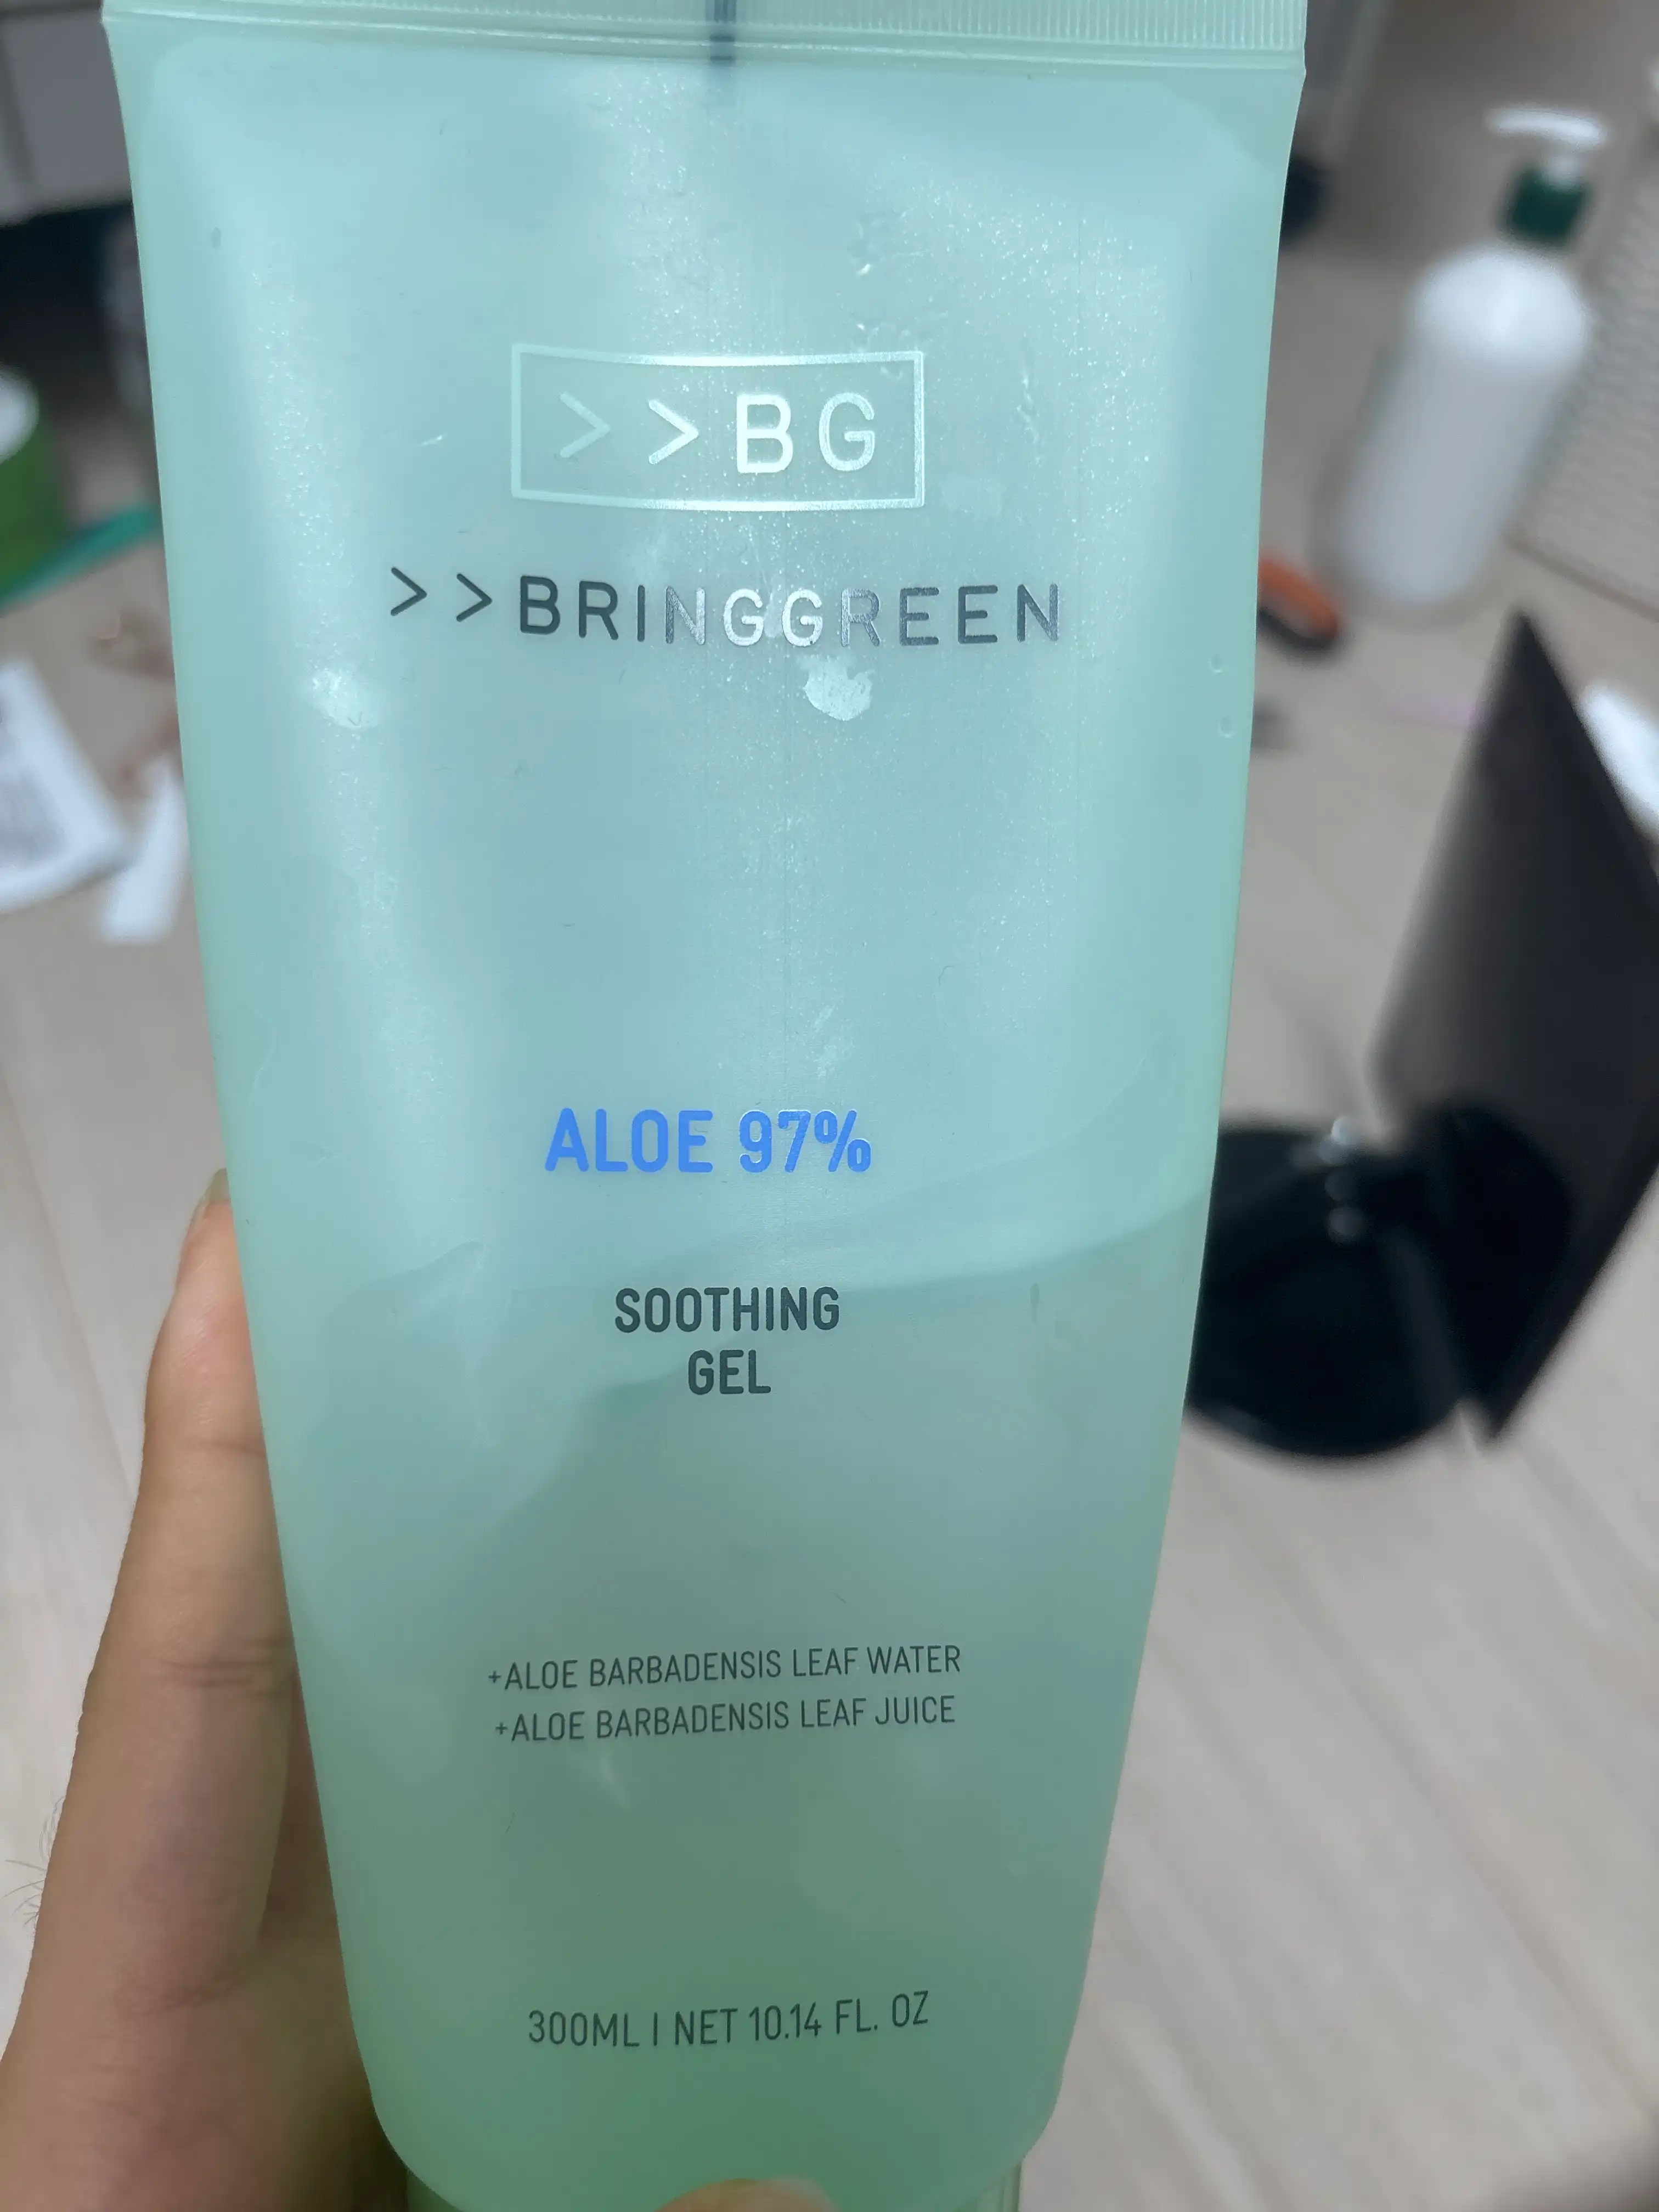 >>BG
>>BRINGGREEN
ALOE 97%
SOOTHING
GEL
+ALOE BARBADENSIS LEAF WATER
+ALOE BARBADENSIS LEAF JUICE
300ML | NET 10.14 FL. OZ